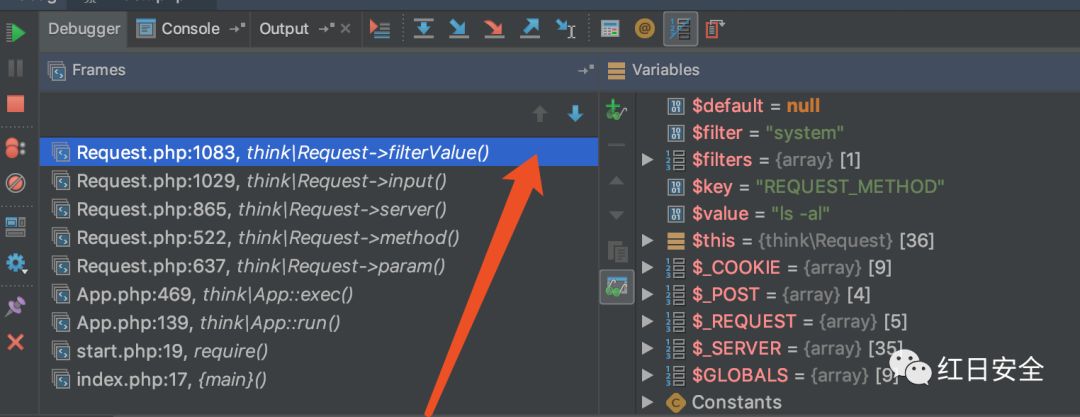 Debugger Console Output
Frames
Variables
Request.php:1083, think\Request->filterValue()
Request.php:1029, think\Request->input()
Request.php:865, think\Request->server()
Request.php:522, think\Request->method()
Request.php:637, think\Request->param()
App.php:469, think\App::exec()
App.php:139, think\App::run()
start.php:19, require()
index.php:17, {main}()
$default = null
$filter = "system"
$filters = {array} [1]
$key = "REQUEST_METHOD"
$value = "ls -al"
$this = {think\Request} [36]
$_COOKIE = {array} [9]
$_POST = {array} [4]
$_REQUEST = {array} [5]
$_SERVER = {array} [35]
$GLOBALS = {array} [9]
Constants
红日安全